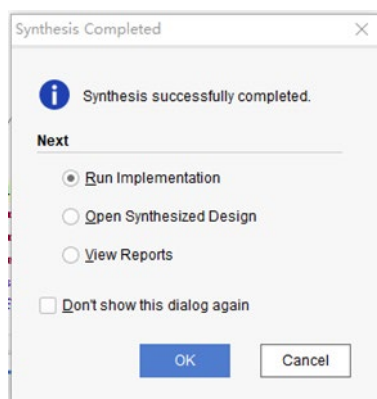 Synthesis Completed
Synthesis successfully completed.
Next
Run Implementation
Open Synthesized Design
View Reports
Don't show this dialog again
OK
Cancel